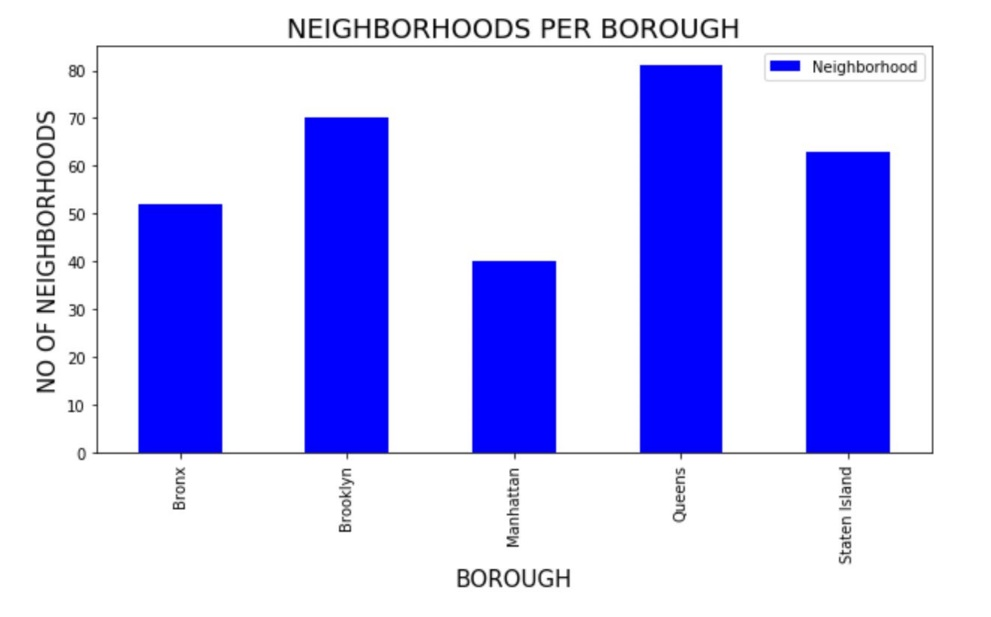 NEIGHBORHOODS PER BOROUGH
Neighborhood
NO OF NEIGHBORHOODS
80
70
60
50
40
30
20
10
0
Bronx
Brooklyn
Manhattan
Queens
Staten Island
BOROUGH